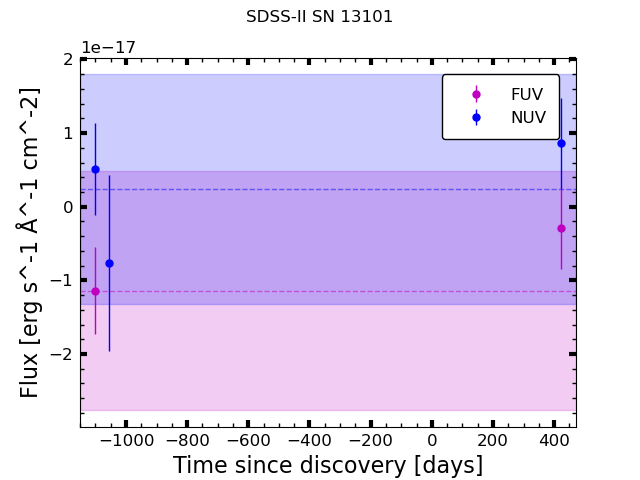 SDSS-II SN 13101
1e−17
2
1
0
−1
−2
Flux [erg s^-1 Å^-1 cm^-2]
FUV
NUV
−1000 −800 −600 −400 −200 0 200 400
Time since discovery [days]